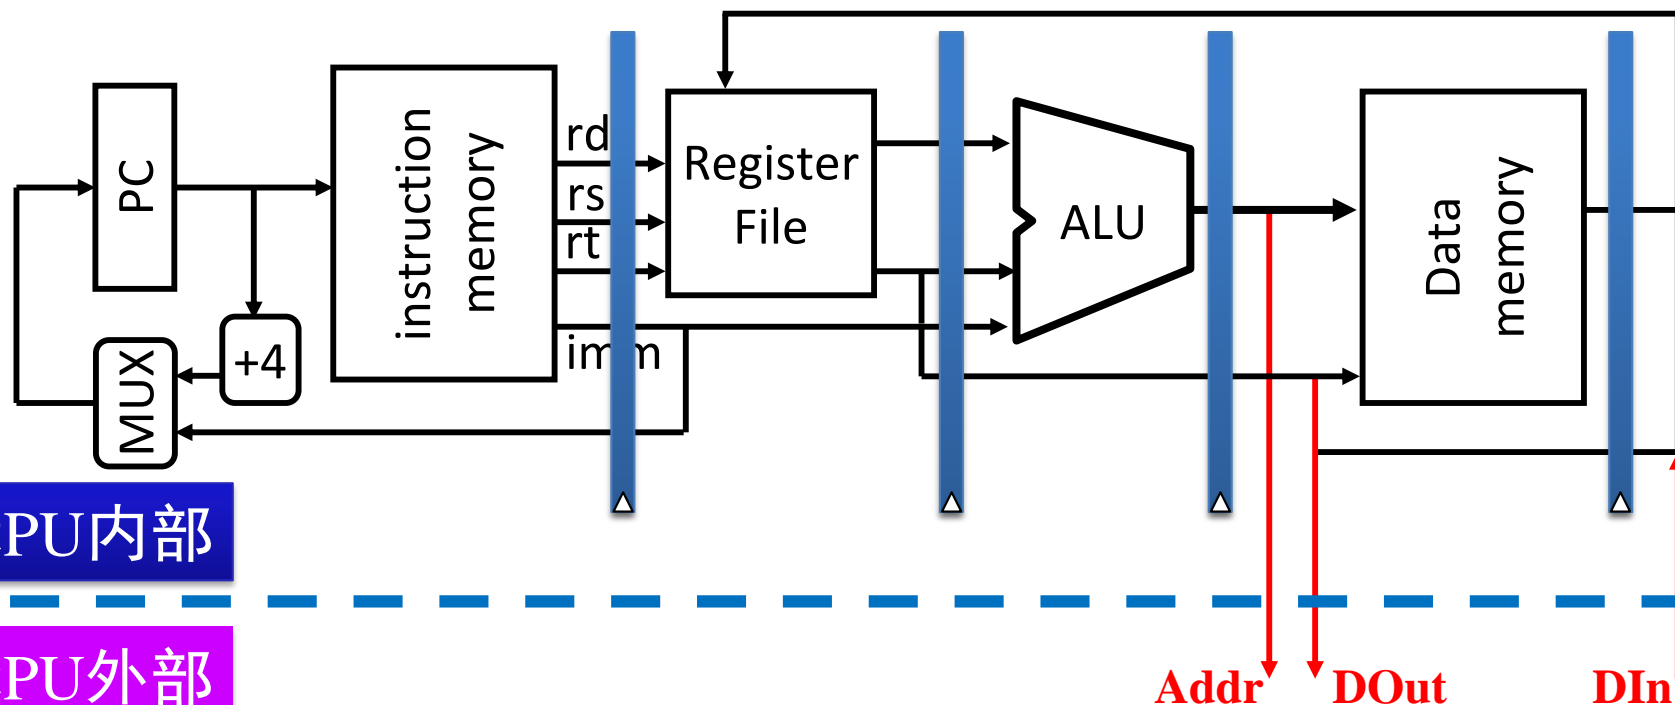 PC
instruction
memory
rd
rs
rt
imm
Register
File
ALU
Data
memory
+4
MUX
PU内部
PU外部
Addr
DOut
DIn